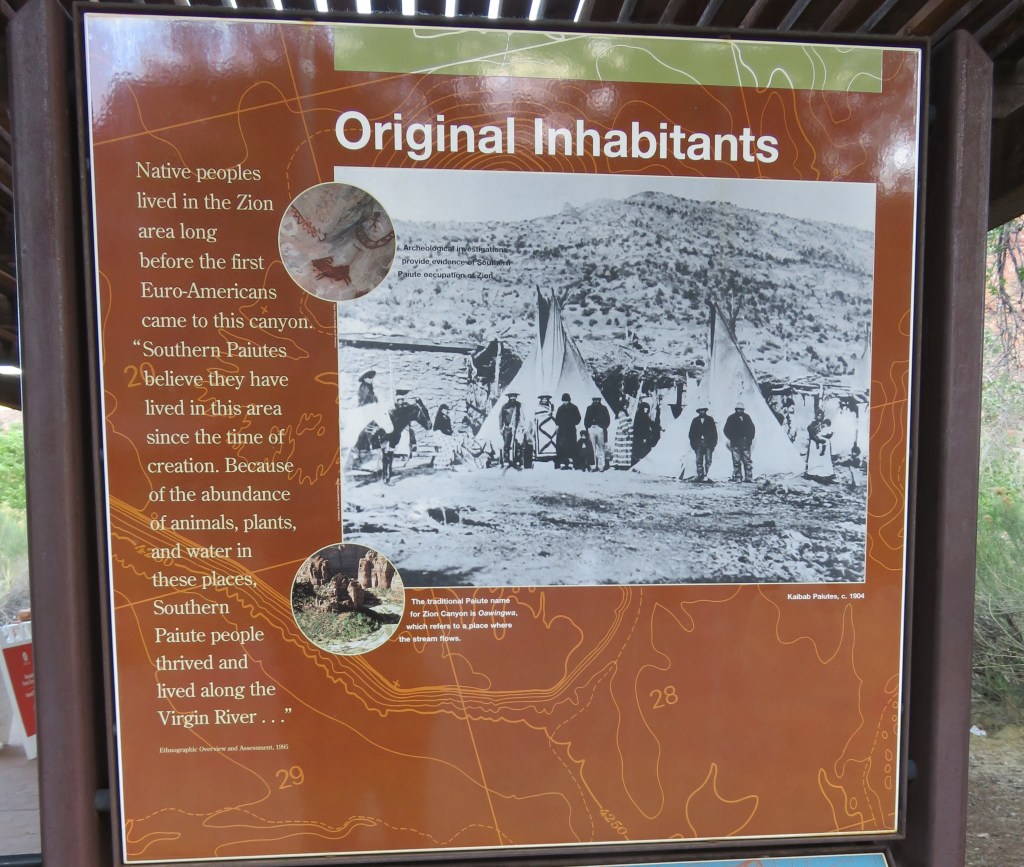 Original Inhabitants
Native peoples
lived in the Zion
area long
before the first
Euro-Americans
came to this canyon.
“Southern Paiutes
believe they have
lived in this area
since the time of
creation. Because
of the abundance
of animals, plants,
and water in
these places,
Southern
Paiute people
thrived and
lived along the
Virgin River . . .”
Ethnographic Overview and Assessment, 1995
Archeological investigations
provide evidence of Southern
Paiute occupation of Zion.
Kaibab Paiutes, c. 1904
The traditional Paiute name
for Zion Canyon is Oawingwa,
which refers to a place where
the stream flows.
20
28
29
4250